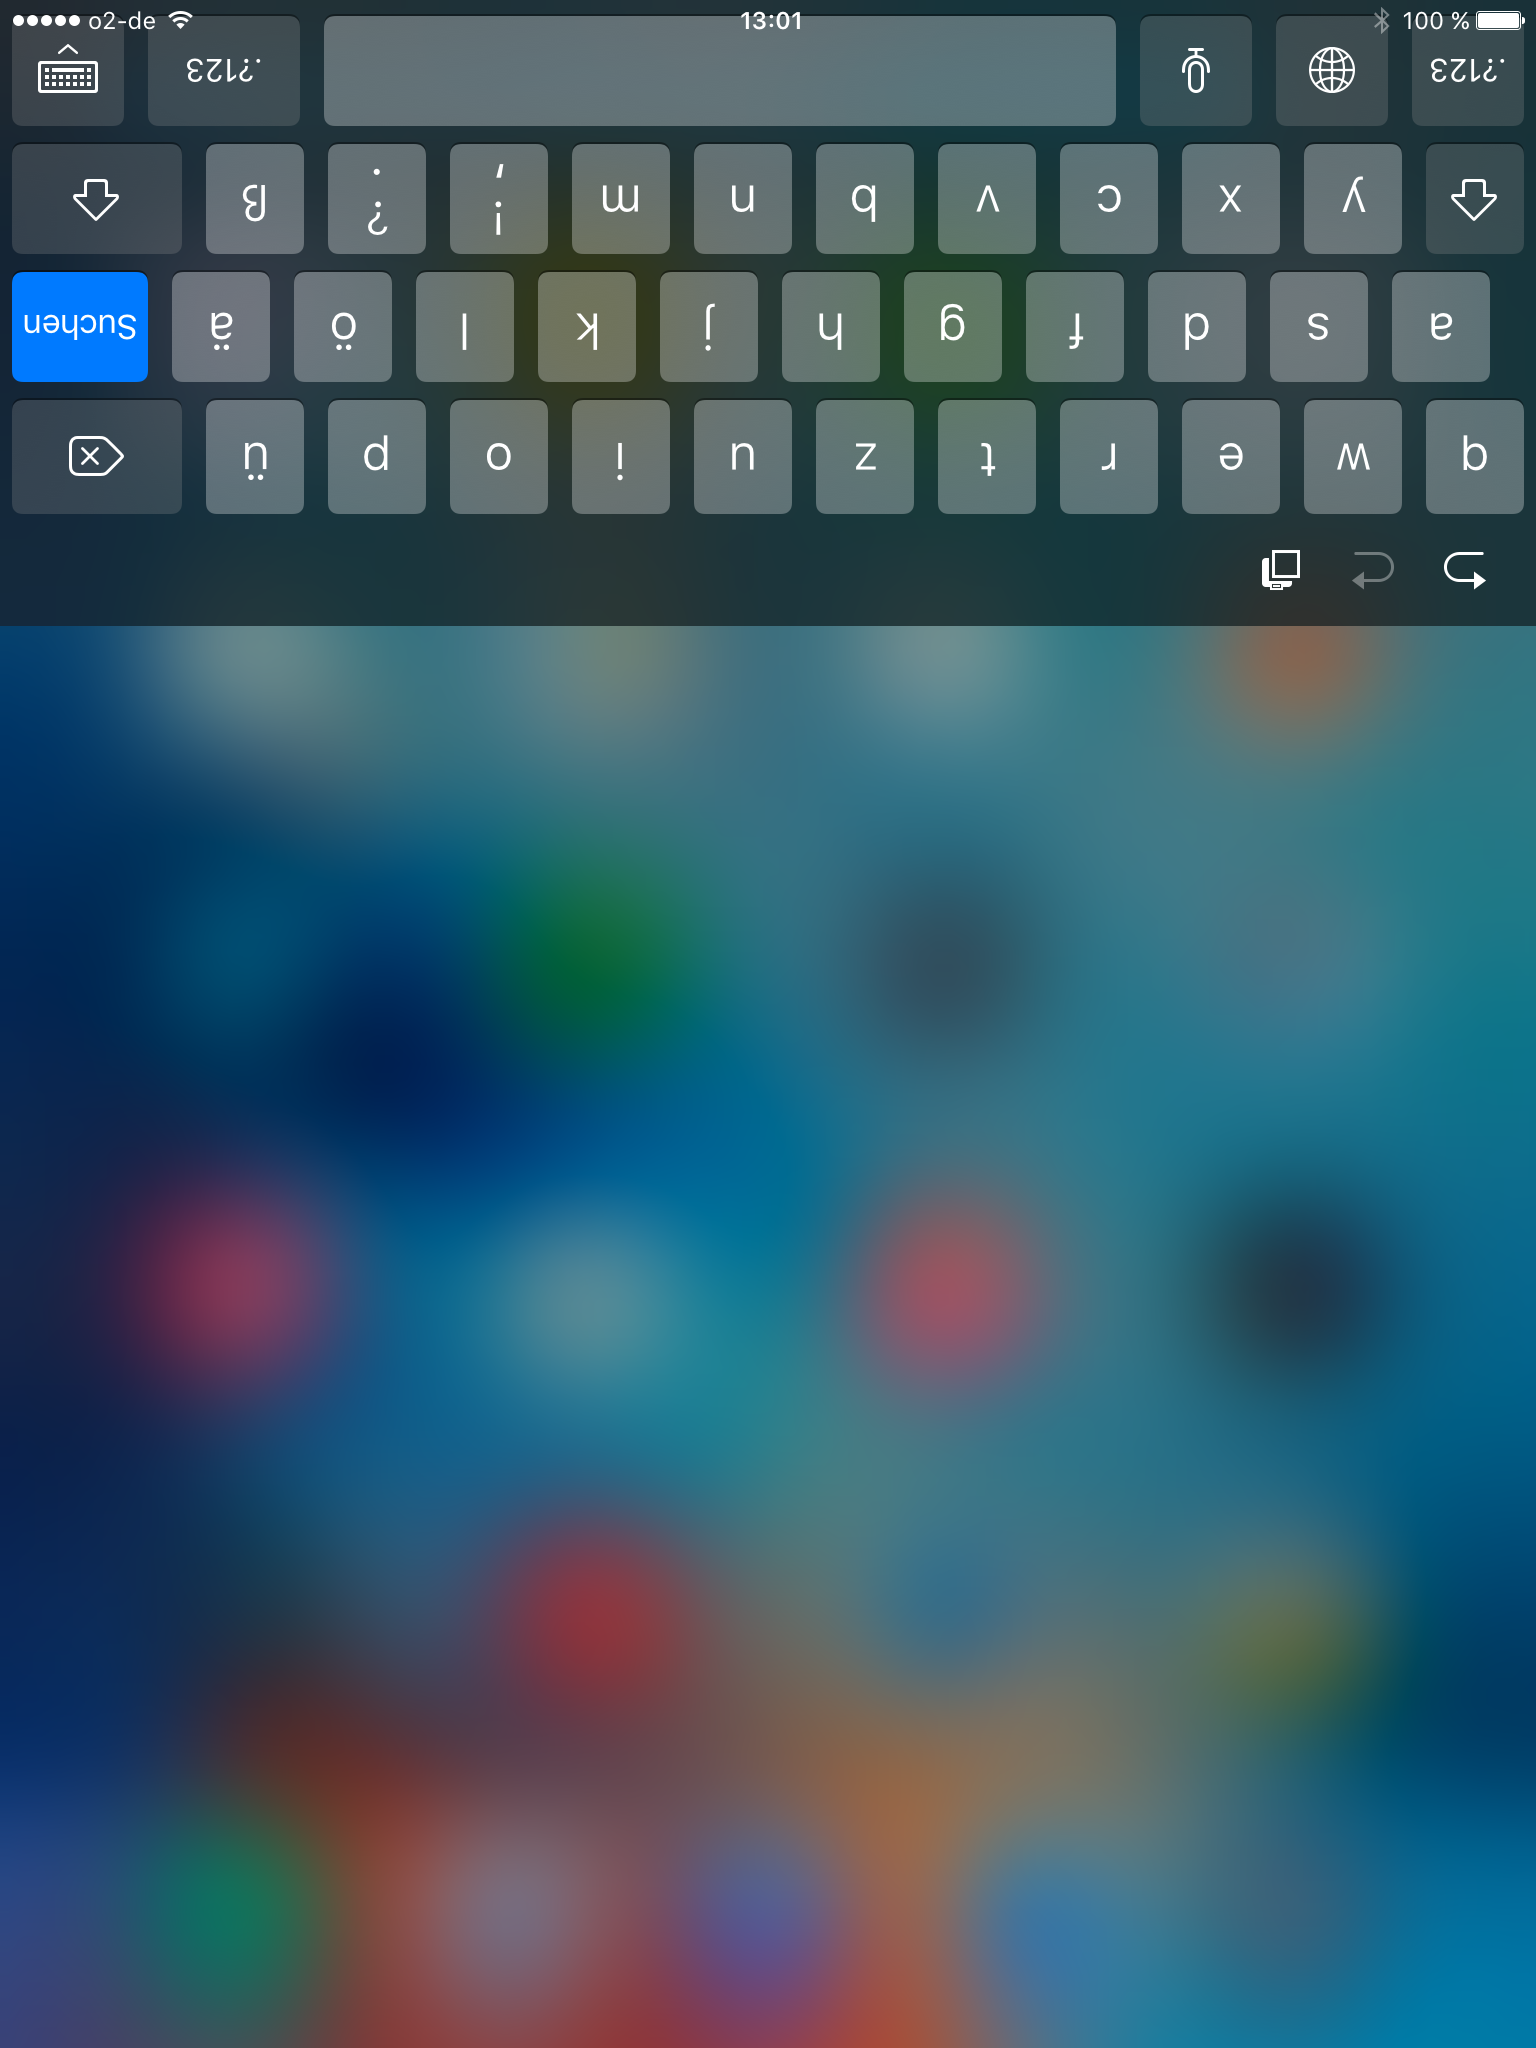 o2-de 13:01 100 %
q w e r t z u i o p ü
a s d f g h j k l ö ä Suchen
y x c v b n m ! , ? . ß
.?123 .?123